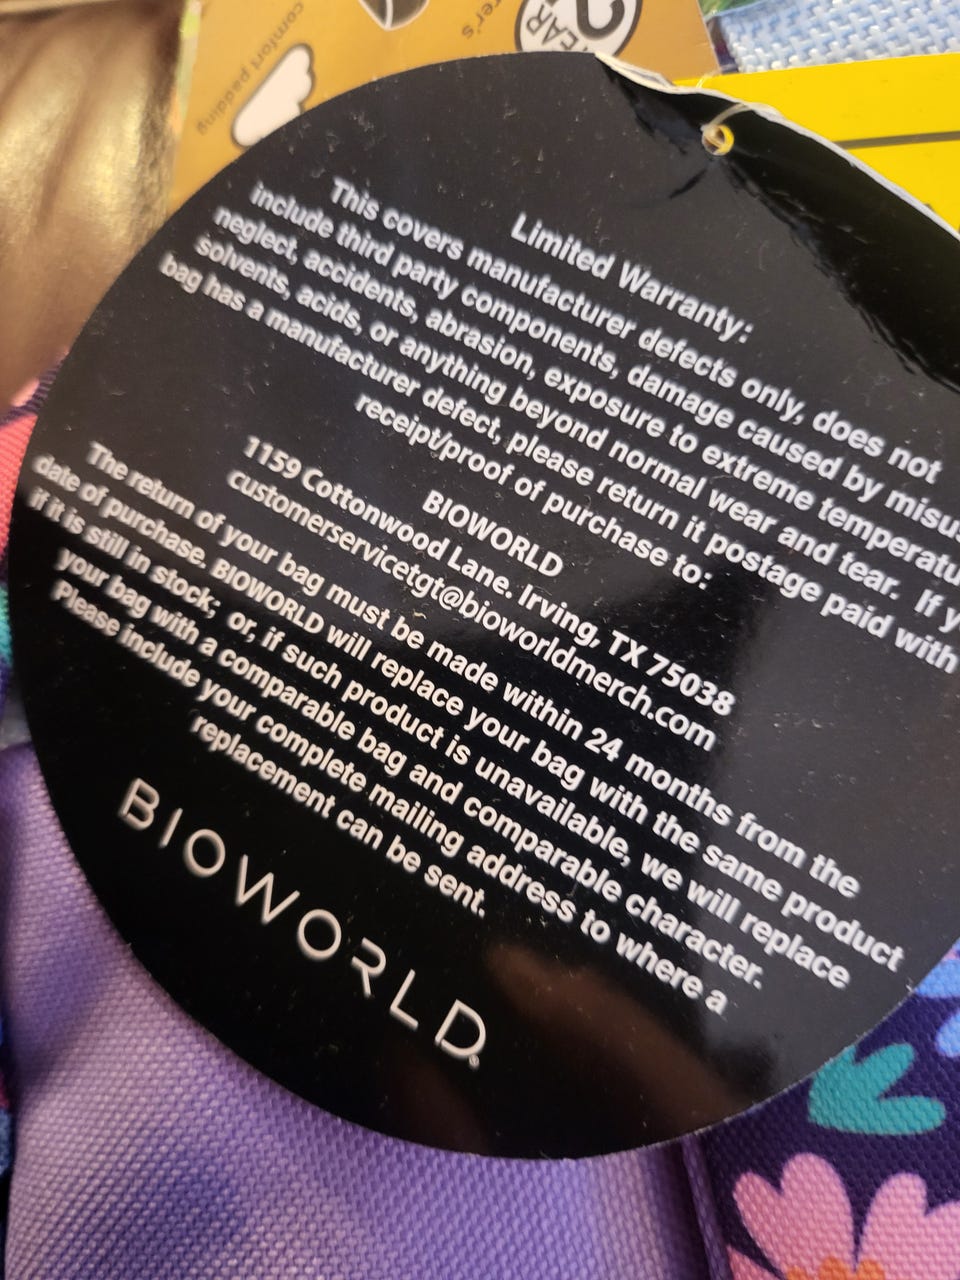 comfort padding
rer's
2
YEAR
Limited Warranty:
This covers manufacturer defects only, does not
include third party components, damage caused by
neglect, accidents, abrasion, exposure to extreme
solvents, acids, or anything beyond normal wear and tear. If
bag has a manufacturer defect, please return it postage paid with
receipt/proof of purchase to:
BIOWORLD
1159 Cottonwood Lane. Irving, TX 75038
customerservicetgt@bioworldmerch.com
The return of your bag must be made within 24 months from the
date of purchase. BIOWORLD will replace your bag with the same product
if it is still in stock; or, if such product is unavailable, we will replace
your bag with a comparable bag and comparable character.
Please include your complete mailing address to where a
replacement can be sent.
BIOWORLD